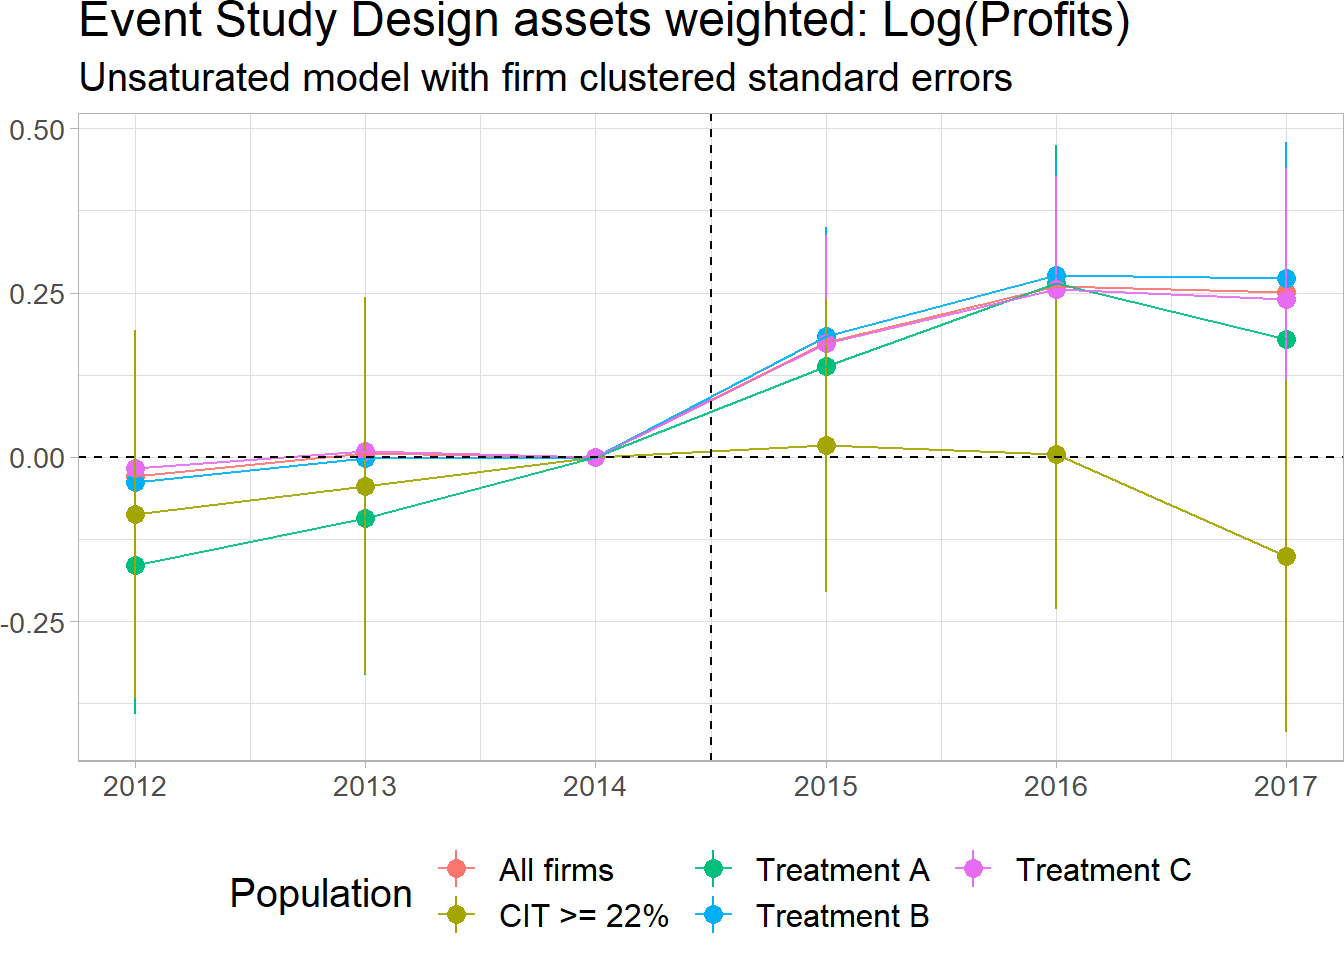 Event Study Design assets weighted: Log(Profits)
Unsaturated model with firm clustered standard errors
0.50
0.25
0.00
-0.25
2012 2013 2014 2015 2016 2017
Population
All firms Treatment A Treatment C
CIT >= 22% Treatment B